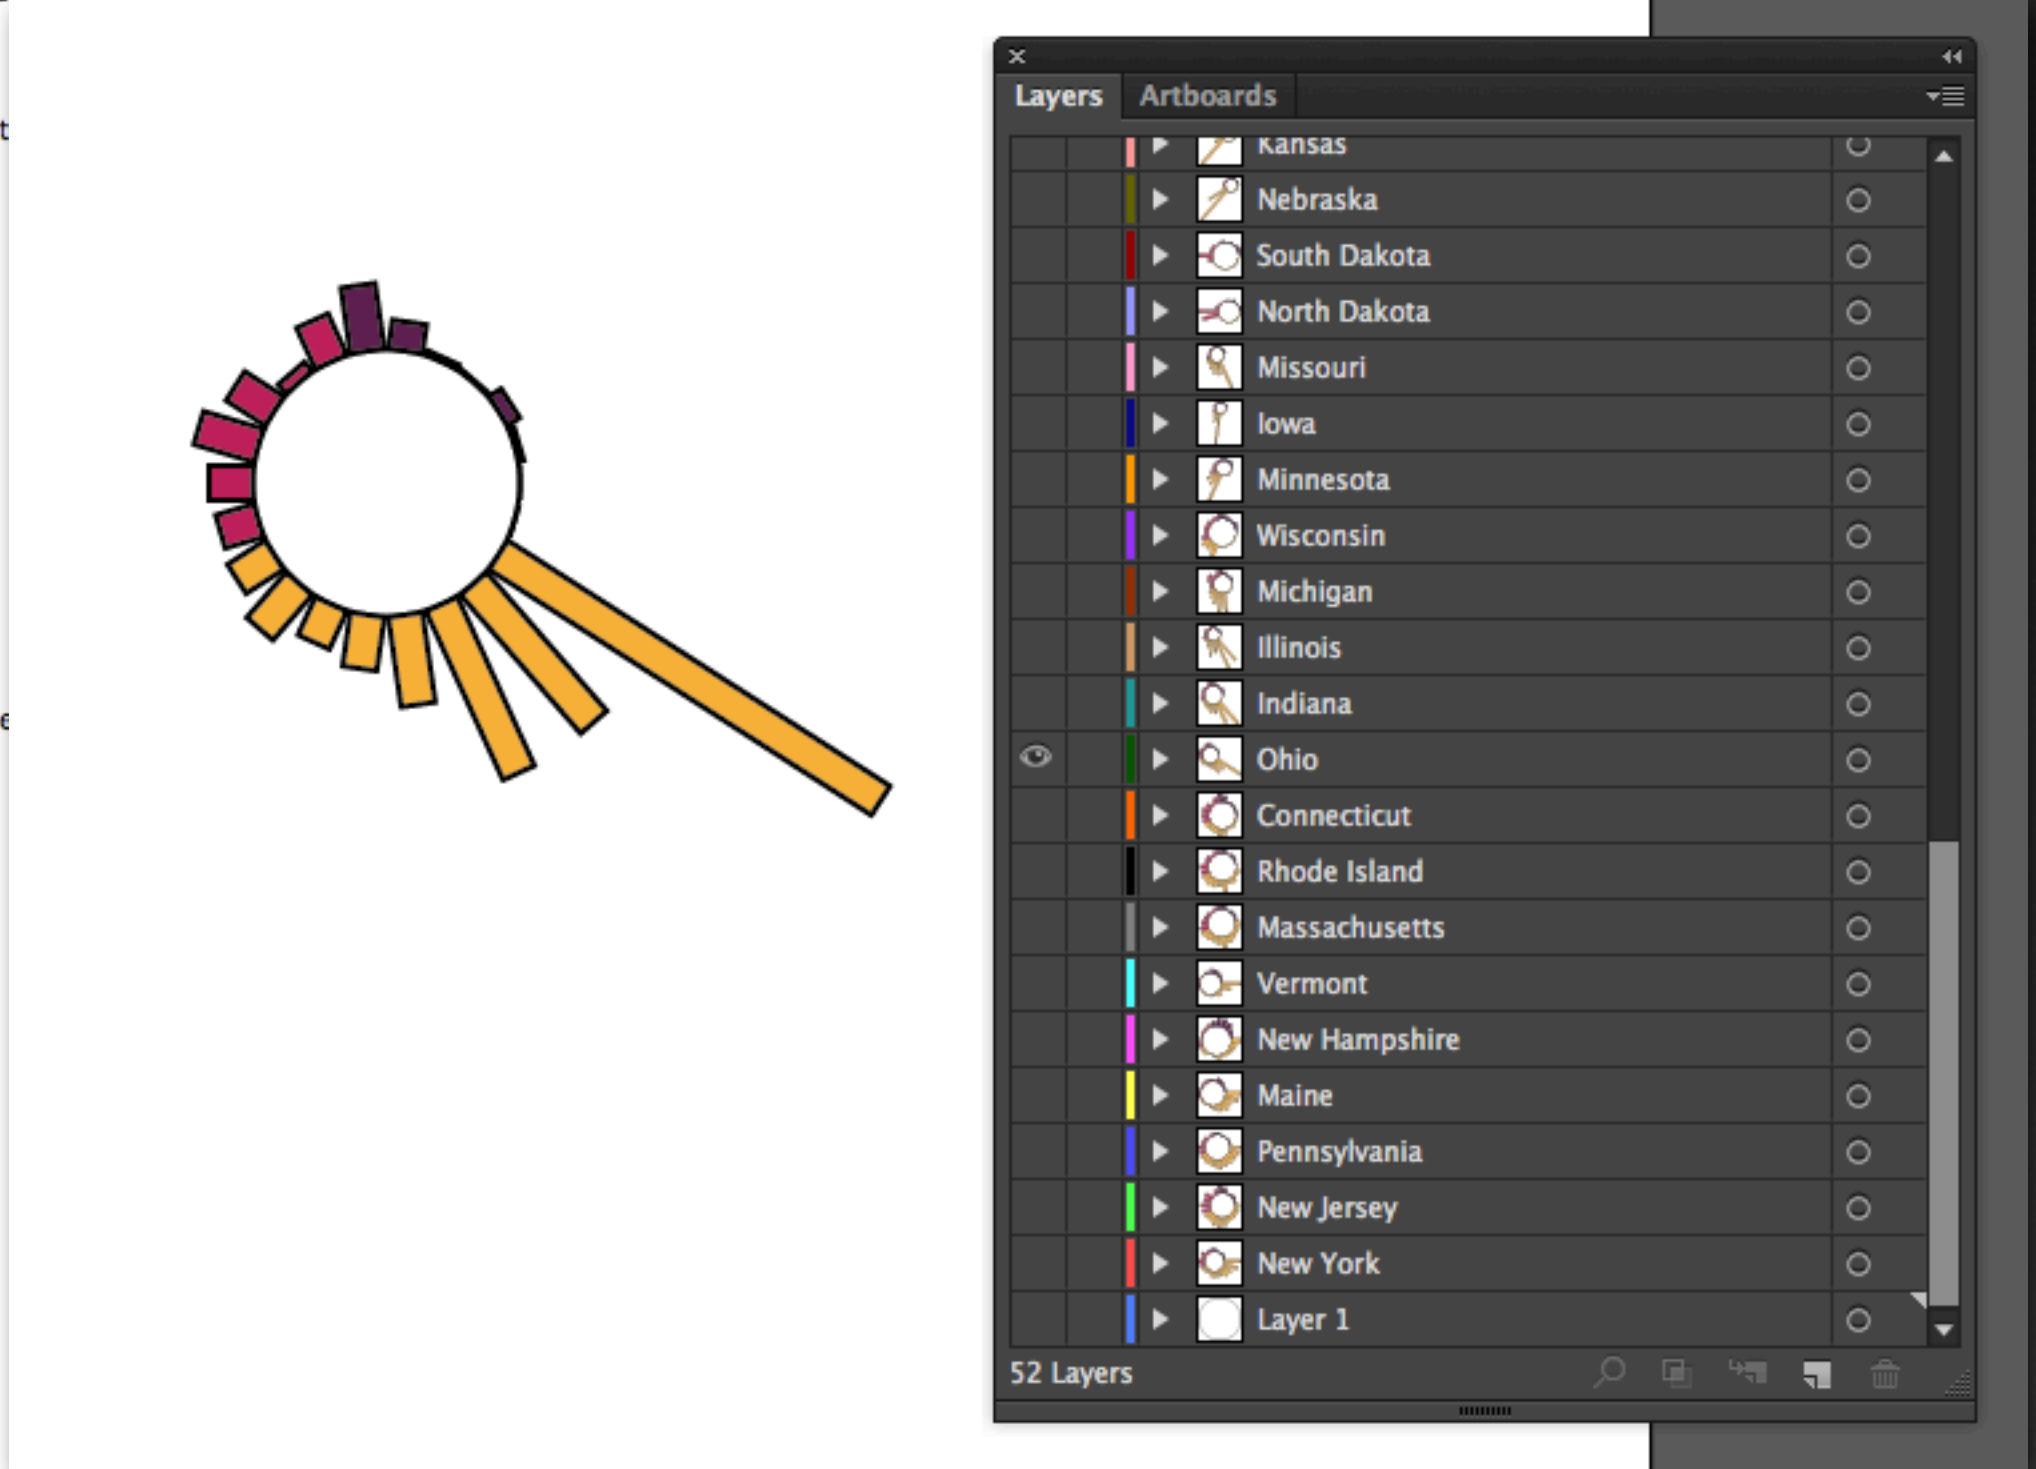 t
e
Layers Artboards
Kansas
Nebraska
South Dakota
North Dakota
Missouri
Iowa
Minnesota
Wisconsin
Michigan
Illinois
Indiana
Ohio
Connecticut
Rhode Island
Massachusetts
Vermont
New Hampshire
Maine
Pennsylvania
New Jersey
New York
Layer 1
52 Layers